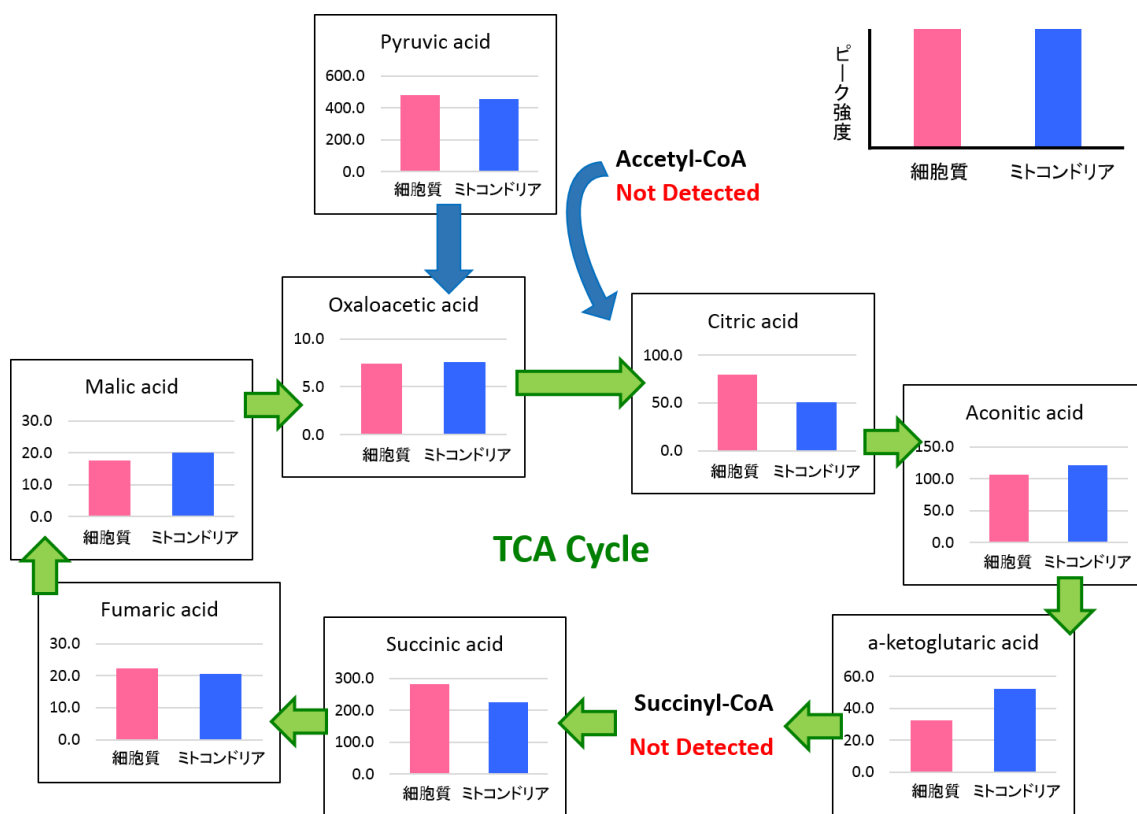 Pyruvic acid
600.0
400.0
200.0
0.0
細胞質
ミトコンドリア
ピーク強度
細胞質
ミトコンドリア
Accetyl-CoA
Not Detected
Oxaloacetic acid
10.0
5.0
0.0
細胞質
ミトコンドリア
Citric acid
100.0
50.0
0.0
細胞質
ミトコンドリア
Malic acid
30.0
20.0
10.0
0.0
細胞質
ミトコンドリア
Aconitic acid
150.0
100.0
50.0
0.0
細胞質
ミトコンドリア
TCA Cycle
Fumaric acid
30.0
20.0
10.0
0.0
細胞質
ミトコンドリア
Succinic acid
300.0
200.0
100.0
0.0
細胞質
ミトコンドリア
Succinyl-CoA
Not Detected
a-ketoglutaric acid
60.0
40.0
20.0
0.0
細胞質
ミトコンドリア